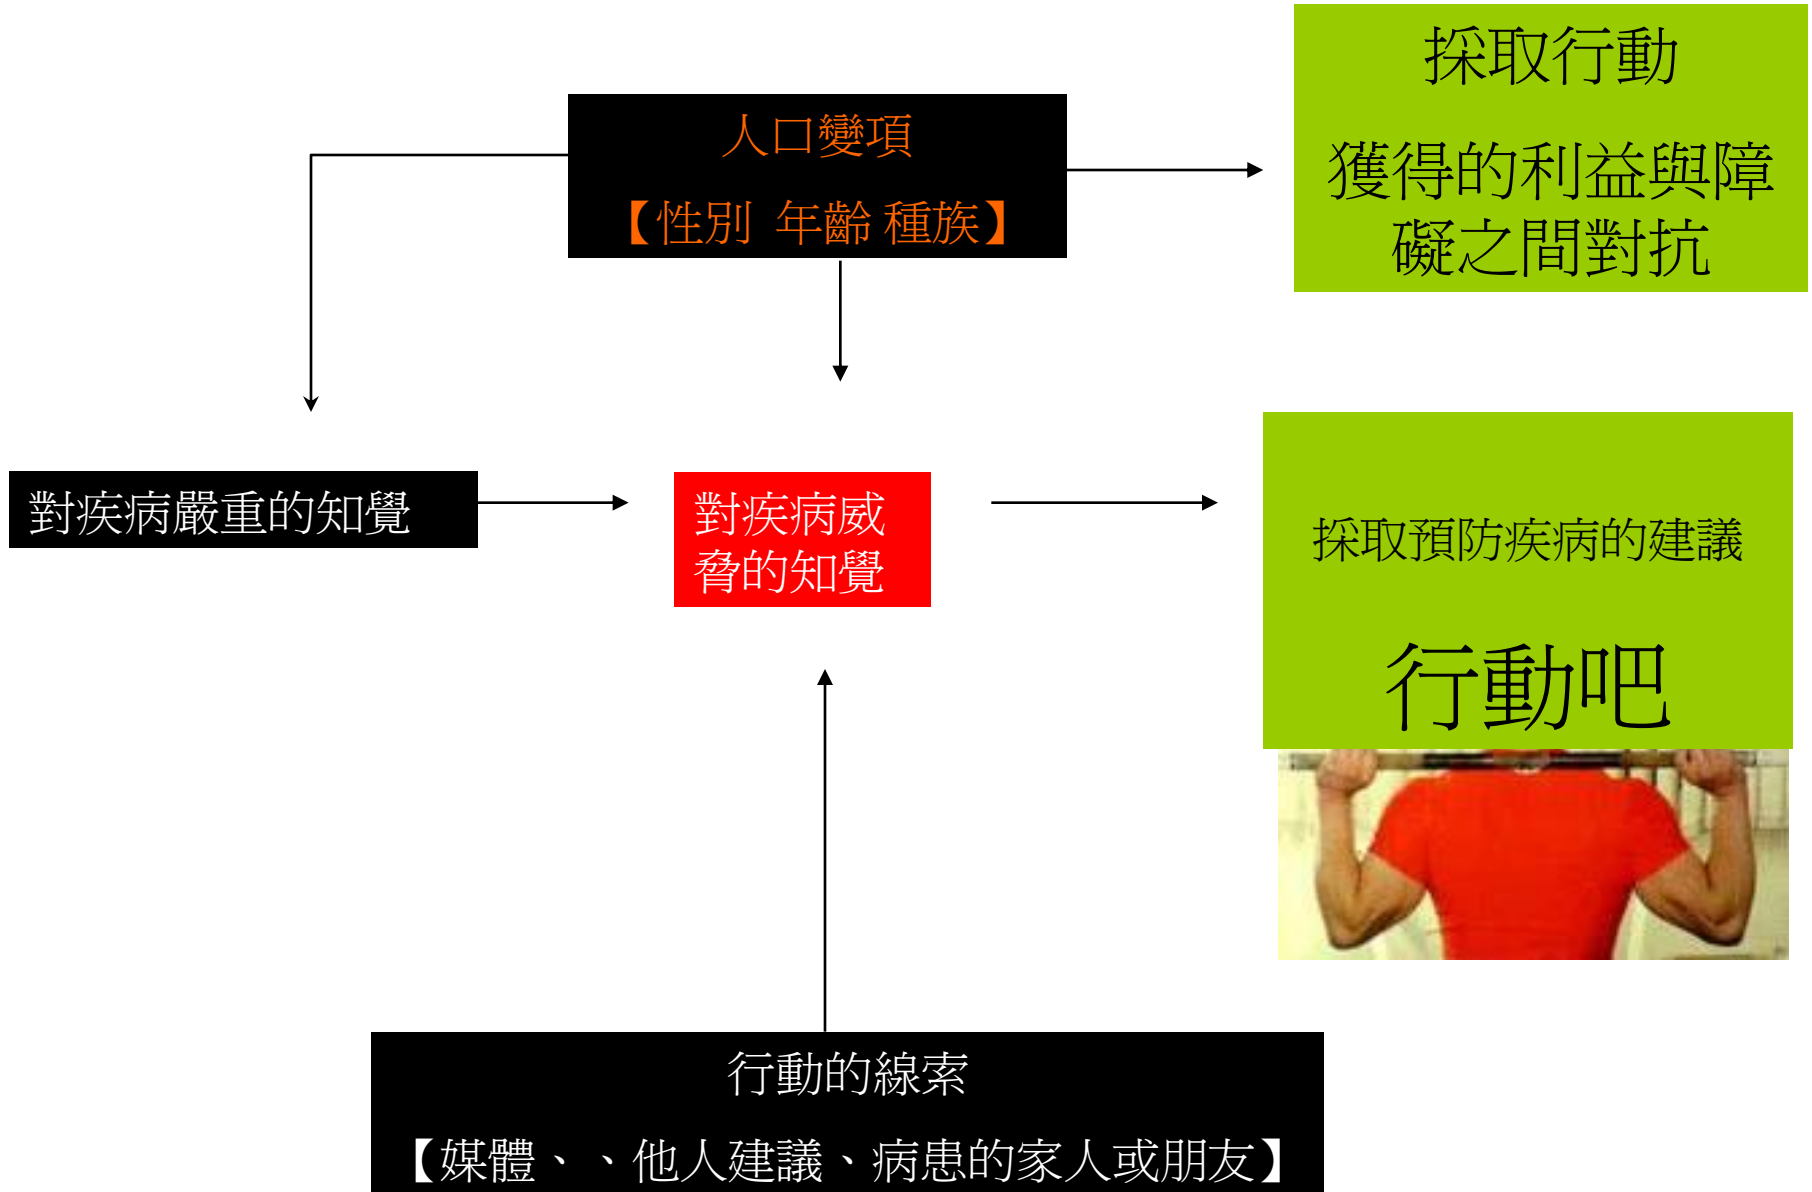 人口變項
【性別 年齡 種族】
採取行動
獲得的利益與障
礙之間對抗
對疾病嚴重的知覺
對疾病威
脅的知覺
採取預防疾病的建議
行動吧
行動的線索
【媒體、、他人建議、病患的家人或朋友】